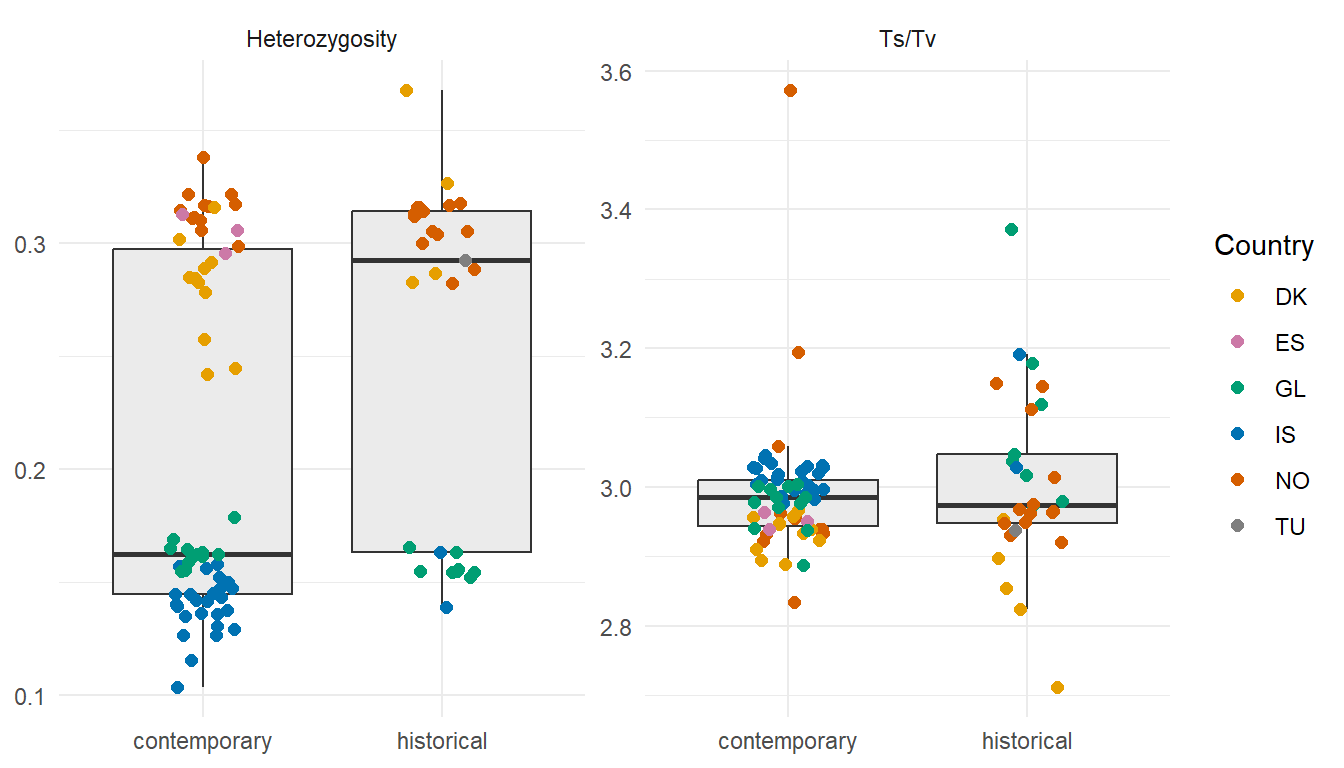 Heterozygosity
Ts/Tv
0.3
0.2
0.1
contemporary
historical
3.6
3.4
3.2
3.0
2.8
contemporary
historical
Country
DK
ES
GL
IS
NO
TU